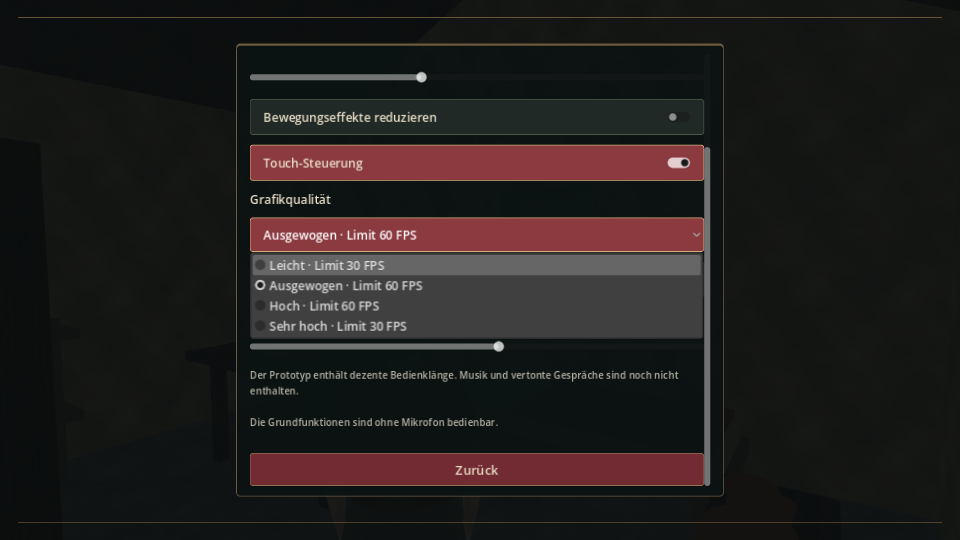 Bewegungseffekte reduzieren
Touch-Steuerung
Grafikqualität
Ausgewogen · Limit 60 FPS
Leicht · Limit 30 FPS
Ausgewogen · Limit 60 FPS
Hoch · Limit 60 FPS
Sehr hoch · Limit 30 FPS
Der Prototyp enthält dezente Bedienklänge. Musik und vertonte Gespräche sind noch nicht
enthalten.
Die Grundfunktionen sind ohne Mikrofon bedienbar.
Zurück